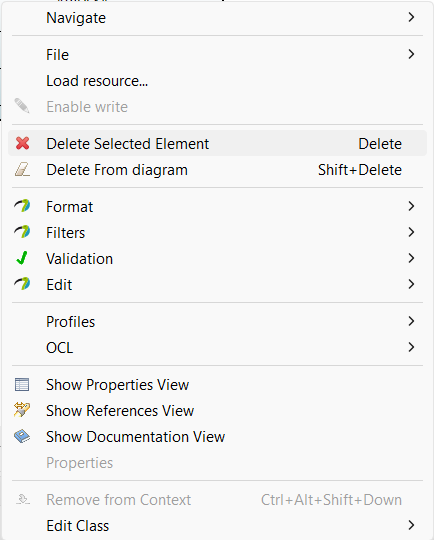 Navigate
File
Load resource...
Enable write
Delete Selected Element Delete
Delete From diagram Shift+Delete
Format
Filters
Validation
Edit
Profiles
OCL
Show Properties View
Show References View
Show Documentation View
Properties
Remove from Context Ctrl+Alt+Shift+Down
Edit Class